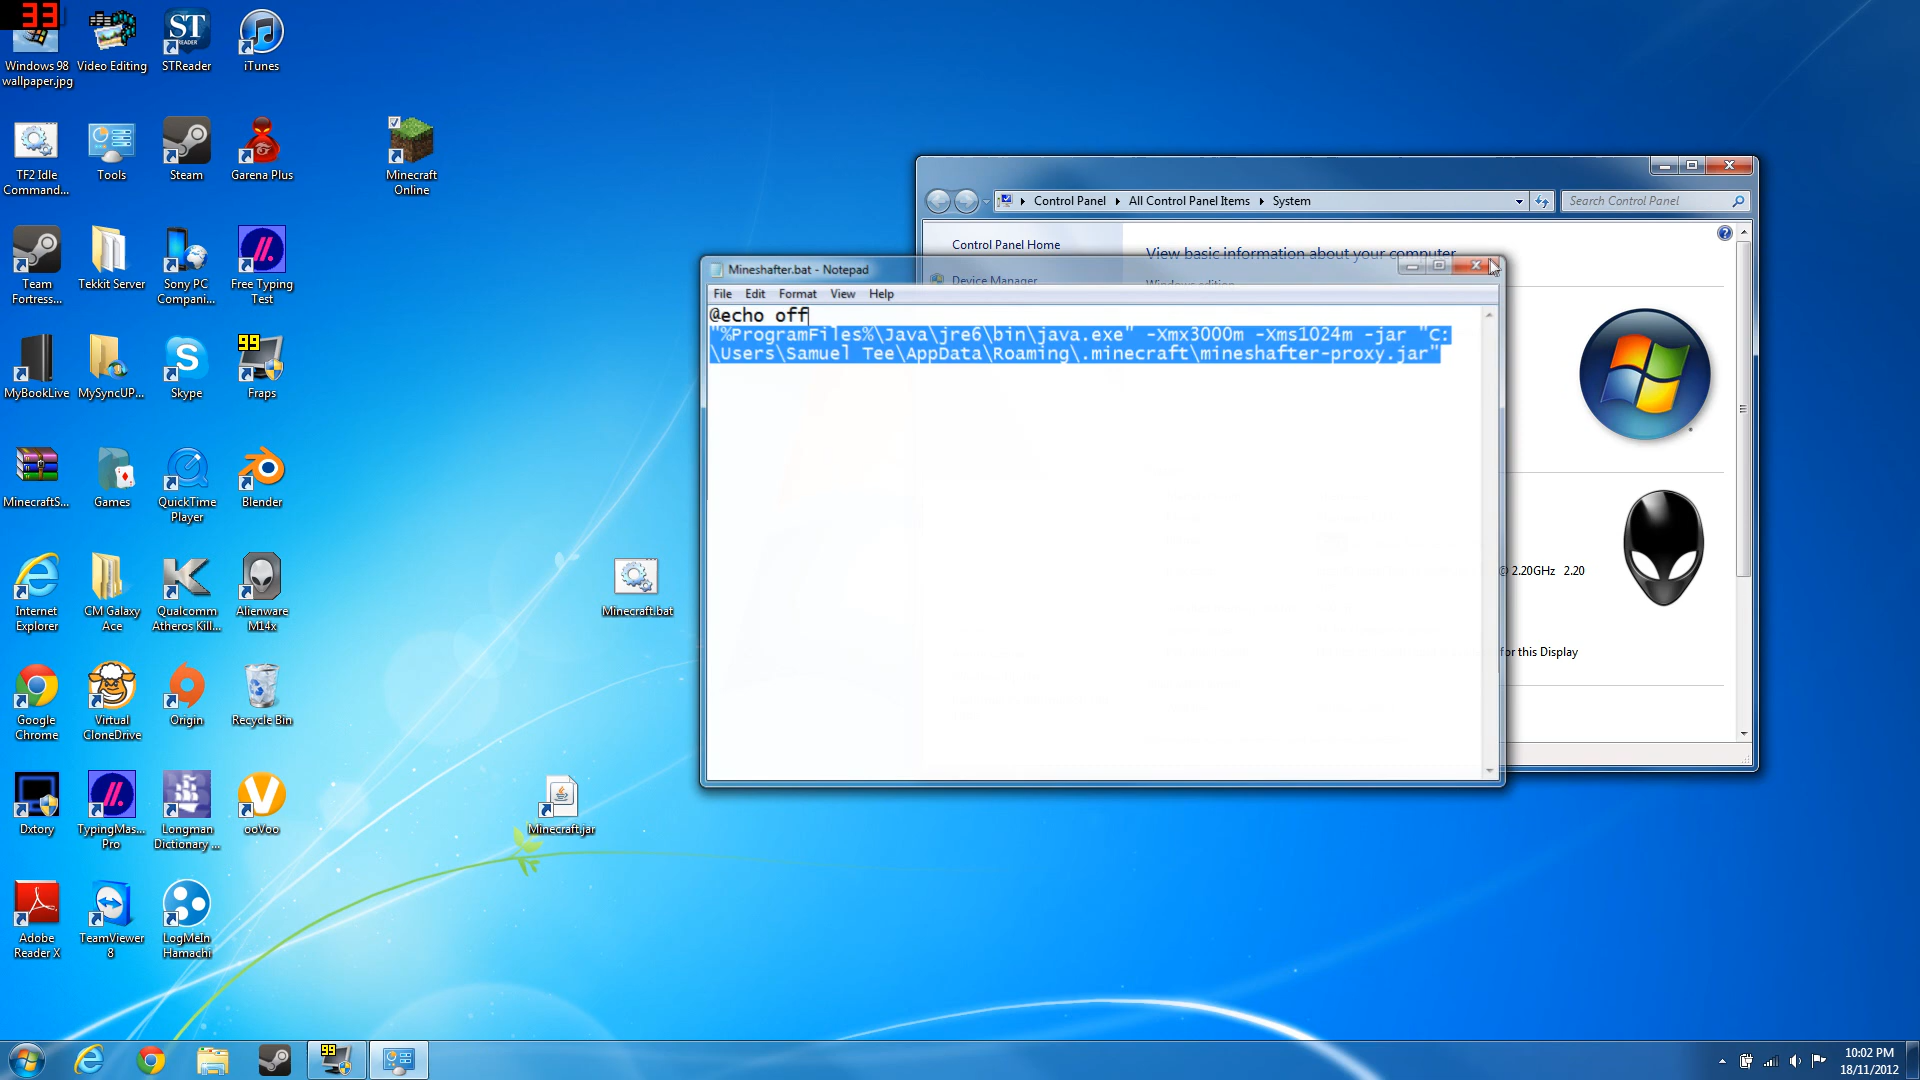 33
Windows 98
wallpaper.jpg
Video Editing
ST
READER
STReader
iTunes
TF2 Idle
Command...
Tools
Steam
Garena Plus
Minecraft
Online
Team
Fortress...
Tekkit Server
Sony PC
Compani...
Free Typing
Test
MyBookLive
MySyncUP...
Skype
99
Fraps
MinecraftS...
Games
QuickTime
Player
Blender
Internet
Explorer
CM Galaxy
Ace
Qualcomm
Atheros Kill...
Alienware
M14x
Google
Chrome
Virtual
CloneDrive
Origin
Recycle Bin
Dxtory
TypingMas...
Pro
Longman
Dictionary ...
ooVoo
Adobe
Reader X
TeamViewer
8
LogMeIn
Hamachi
Minecraft.bat
Minecraft.jar
Control Panel
All Control Panel Items
System
Search Control Panel
Control Panel Home
Device Manager
View basic information about your computer
Windows edition
@ 2.20GHz 2.20
for this Display
Mineshafter.bat - Notepad
File Edit Format View Help
@echo off
"%ProgramFiles%\Java\jre6\bin\java.exe" -Xmx3000m -Xms1024m -jar "C:
\Users\Samuel Tee\AppData\Roaming\.minecraft\mineshafter-proxy.jar"
99
10:02 PM
18/11/2012